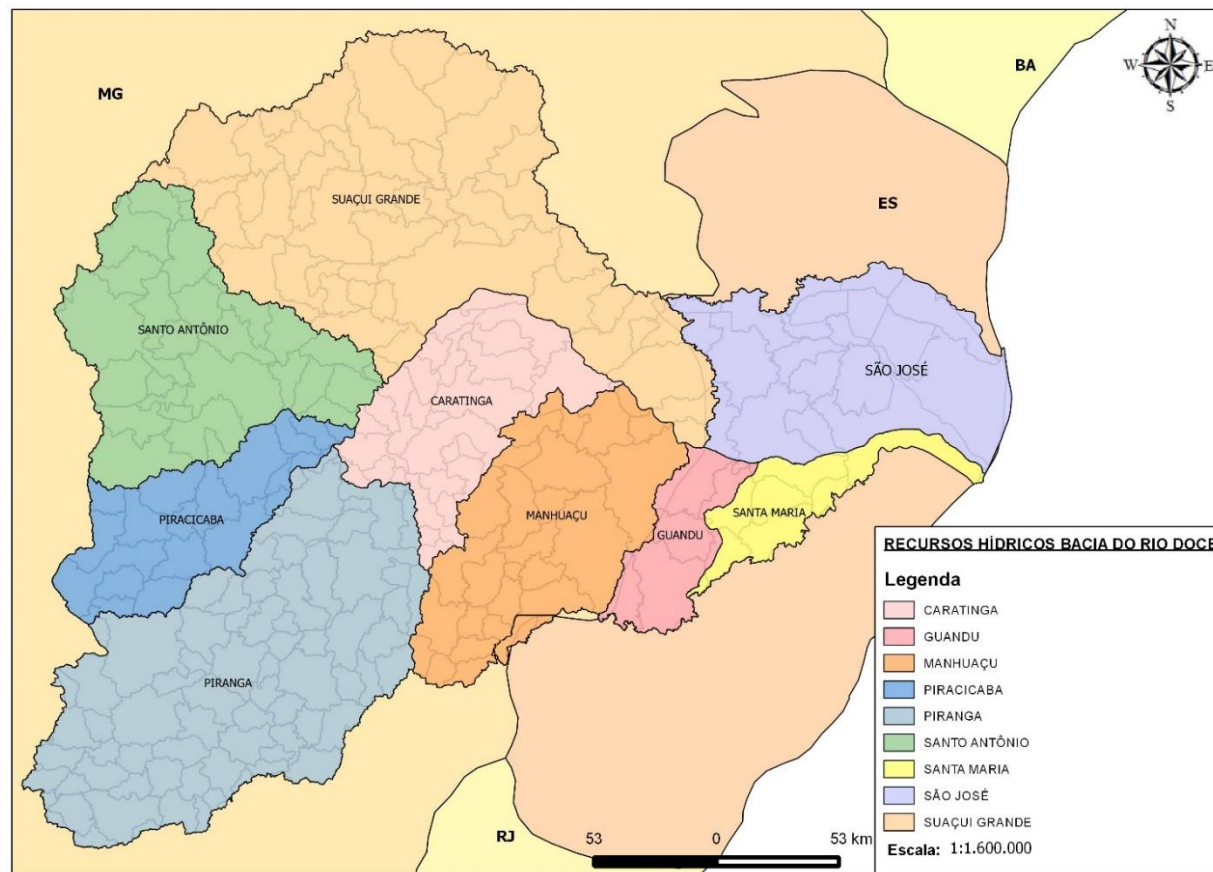 N
MG
BA
W
E
S
SUAÇUI GRANDE
ES
SANTO ANTÔNIO
SÃO JOSÉ
CARATINGA
PIRACICABA
MANHUAÇU
SANTA MARIA
GUANDU
PIRANGA
RJ
53
0
53 km
RECURSOS HÍDRICOS BACIA DO RIO DOCE
Legenda
CARATINGA
GUANDU
MANHUAÇU
PIRACICABA
PIRANGA
SANTO ANTÔNIO
SANTA MARIA
SÃO JOSÉ
SUAÇUI GRANDE
Escala: 1:1.600.000